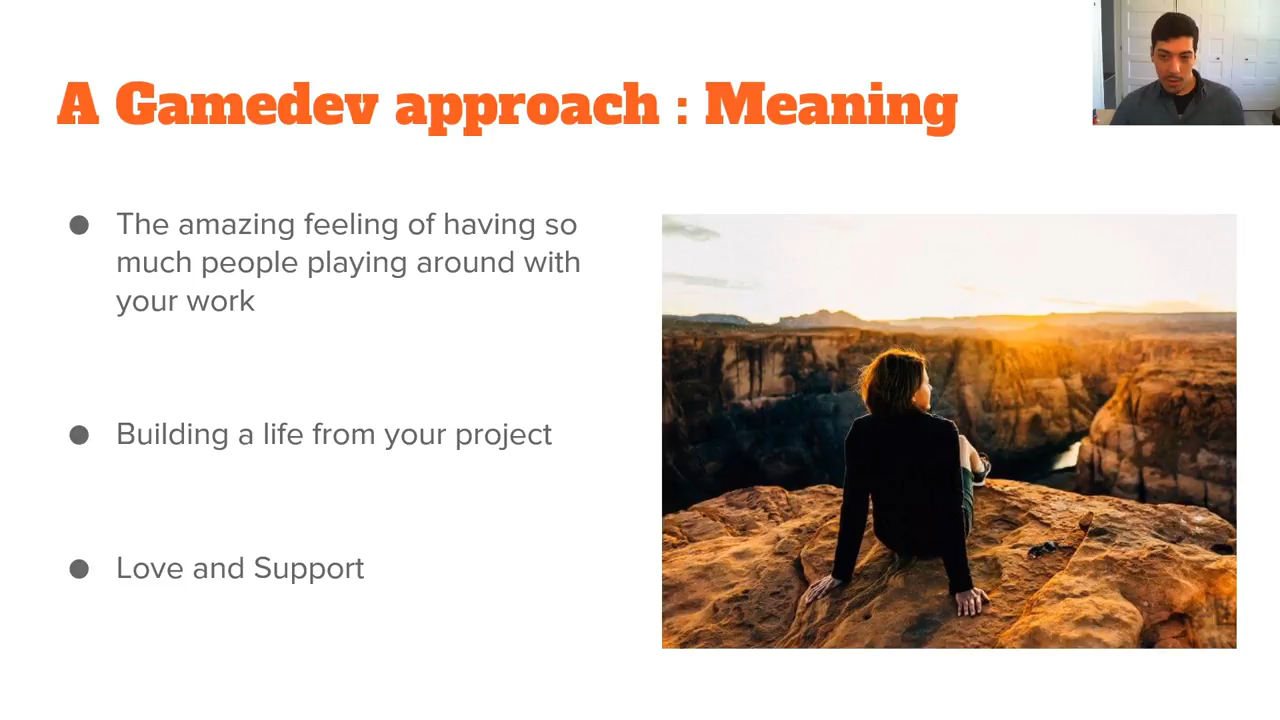 A Gamedev approach : Meaning
● The amazing feeling of having so
much people playing around with
your work
● Building a life from your project
● Love and Support